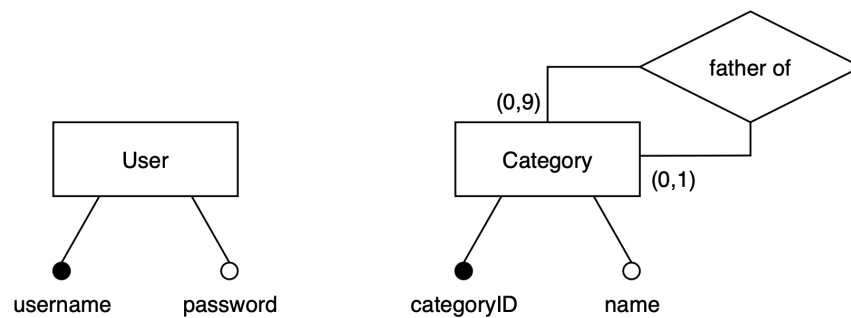 father of
(0,9)
User
Category
(0,1)
username
password
categoryID
name